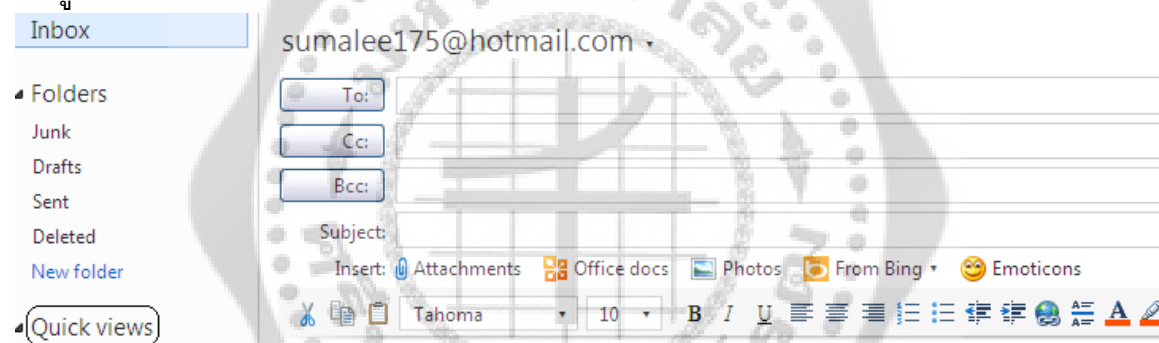 Inbox
sumalee175@hotmail.com
Folders
To:
Junk
Cc:
Drafts
Bcc:
Sent
Subject:
Deleted
Insert: Attachments Office docs Photos From Bing Emoticons
New folder
Tahoma 10 B I U A
Quick views